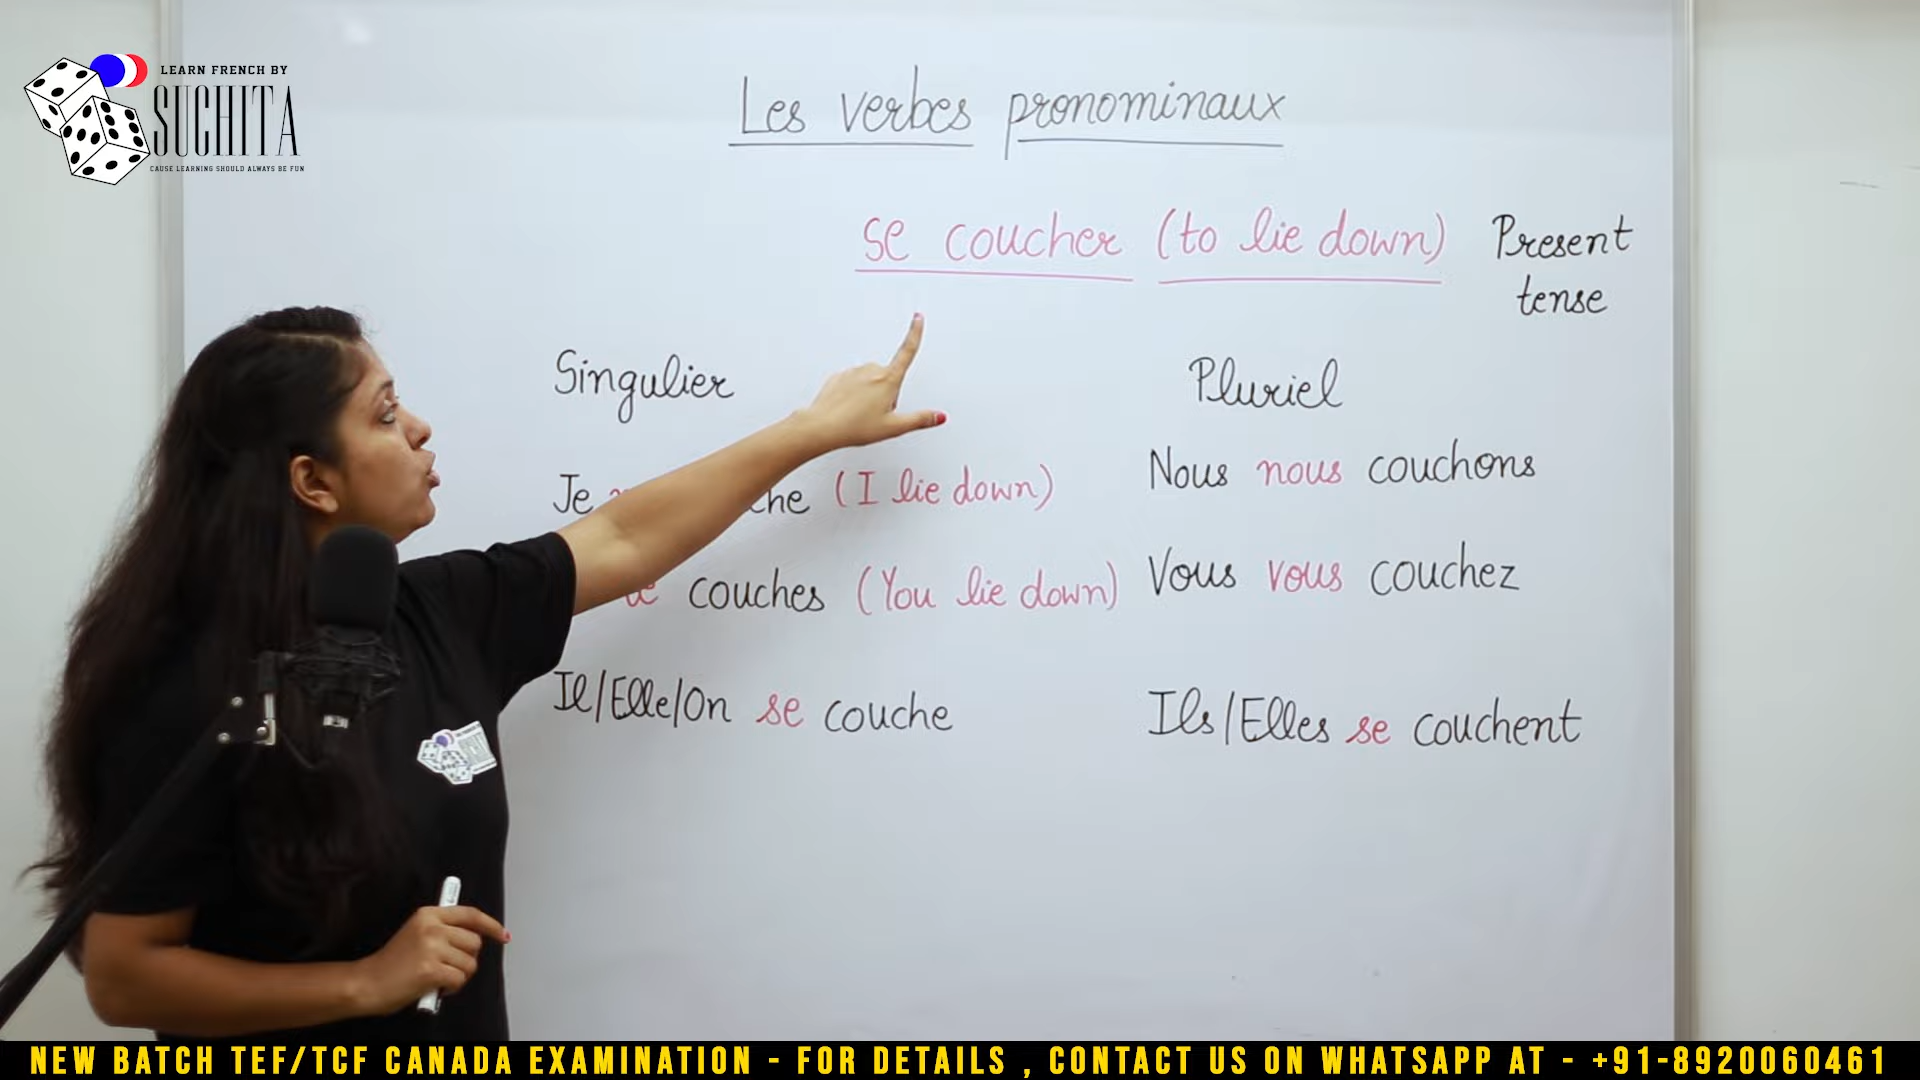 LEARN FRENCH BY
SUCHITA
CAUSE LEARNING SHOULD ALWAYS BE FUN
Les verbes pronominaux
se coucher (to lie down)
Present
tense
Singulier
Pluriel
Je (I lie down)
Nous nous couchons
couches (You lie down)
Vous vous couchez
Il/Elle/On se couche
Ils/Elles se couchent
NEW BATCH TEF/TCF CANADA EXAMINATION - FOR DETAILS , CONTACT US ON WHATSAPP AT - +91-8920060461